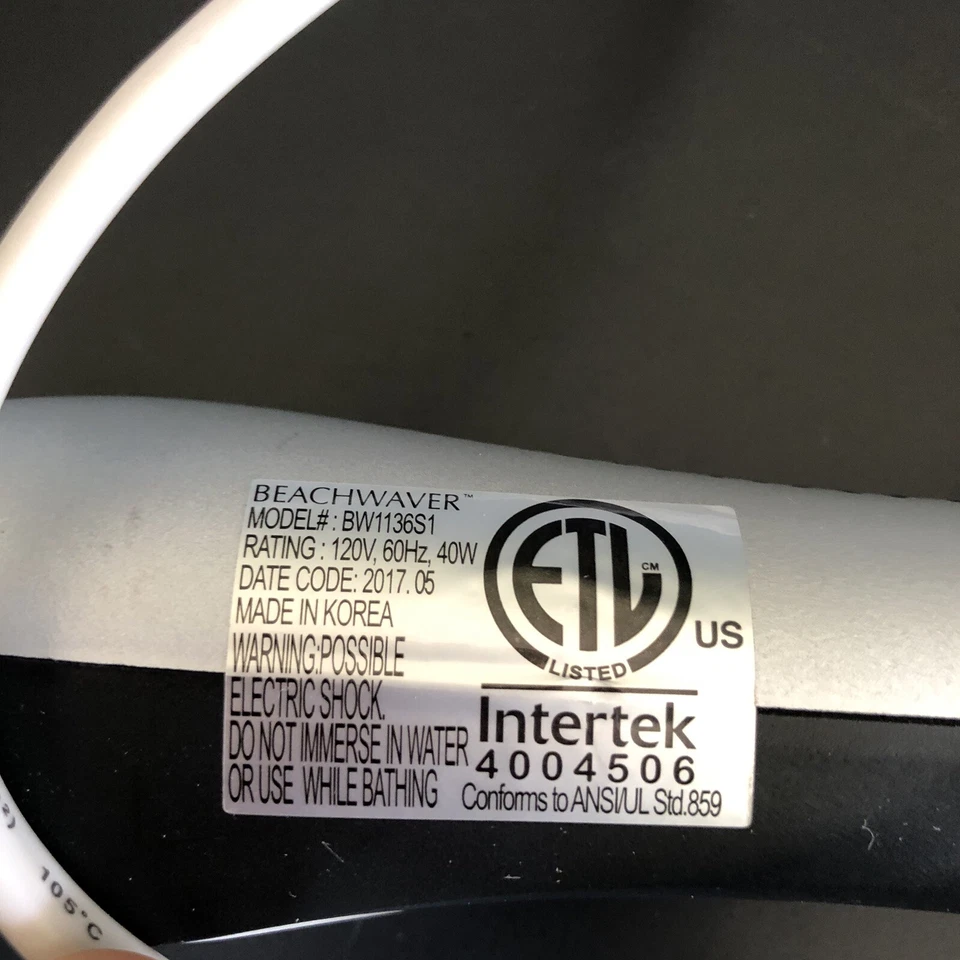 BEACHWAVER™
MODEL# : BW1136S1
RATING : 120V, 60Hz, 40W
DATE CODE: 2017. 05
MADE IN KOREA
WARNING:POSSIBLE
ELECTRIC SHOCK.
DO NOT IMMERSE IN WATER
OR USE WHILE BATHING
ETL CM
LISTED
US
Intertek
4004506
Conforms to ANSI/UL Std.859
2)
105°C